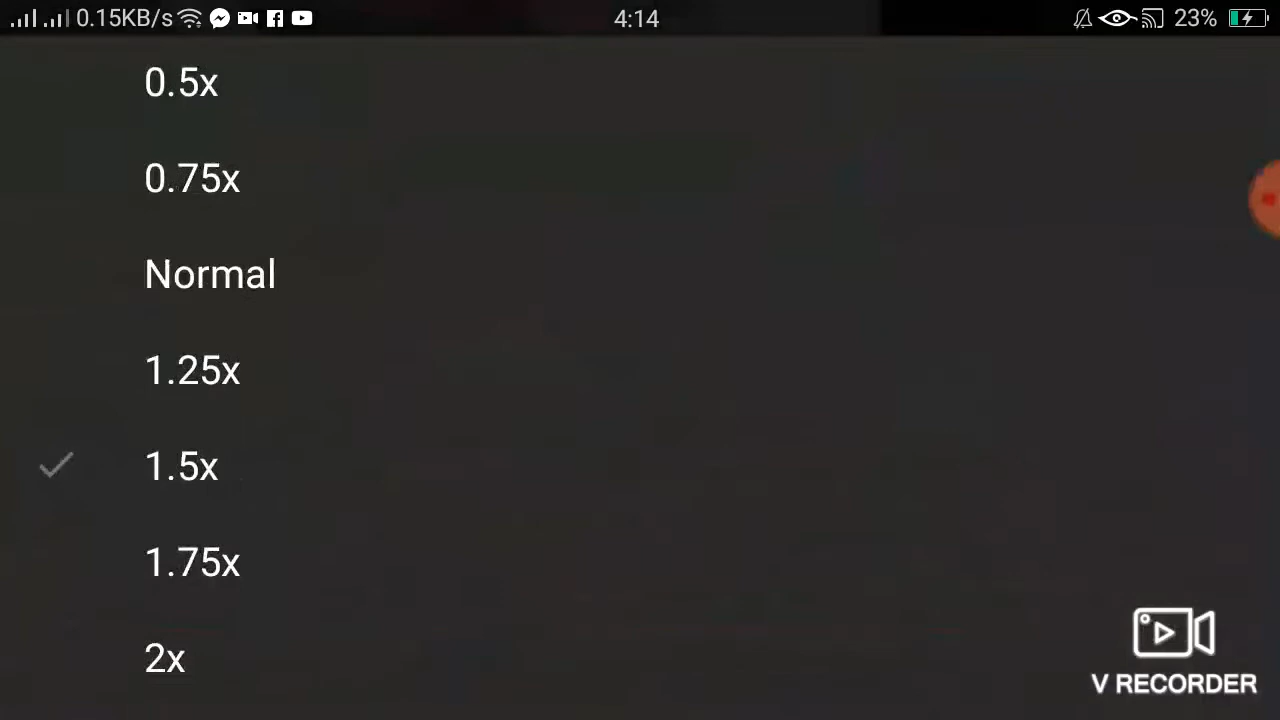 0.15KB/s 4:14 23%
0.5x
0.75x
Normal
1.25x
1.5x
1.75x
2x
V RECORDER